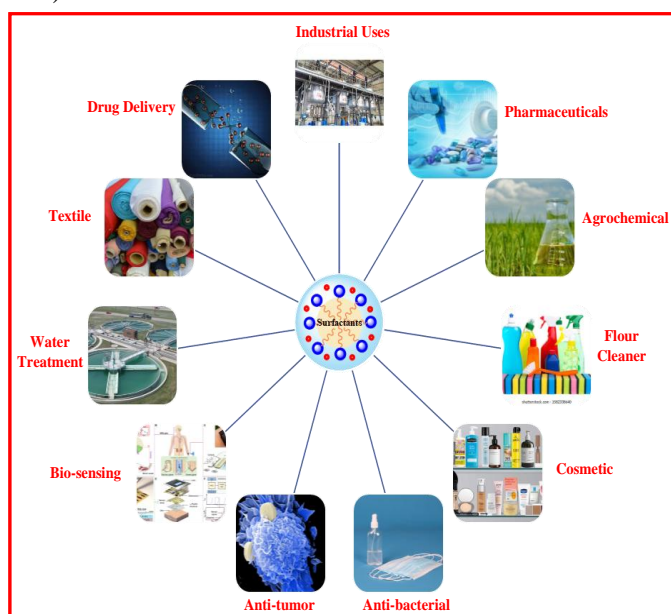 Industrial Uses
Drug Delivery
Pharmaceuticals
Textile
Agrochemical
Surfactants
Water
Treatment
Flour
Cleaner
Bio-sensing
Cosmetic
Anti-tumor
Anti-bacterial